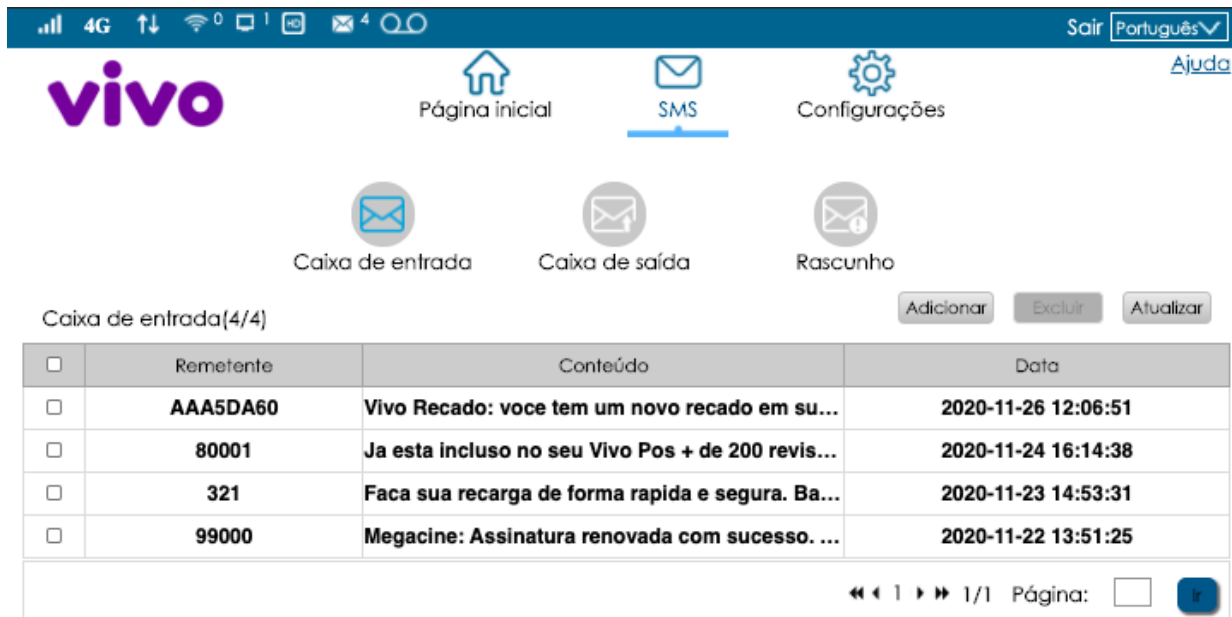 4G 0 1 HD 4 Sair Português
Ajuda
vivo
Página inicial SMS Configurações
Caixa de entrada Caixa de saída Rascunho
Caixa de entrada(4/4) Adicionar Excluir Atualizar
Remetente Conteúdo Data
AAA5DA60 Vivo Recado: voce tem um novo recado em su... 2020-11-26 12:06:51
80001 Ja esta incluso no seu Vivo Pos + de 200 revis... 2020-11-24 16:14:38
321 Faca sua recarga de forma rapida e segura. Ba... 2020-11-23 14:53:31
99000 Megacine: Assinatura renovada com sucesso. ... 2020-11-22 13:51:25
1 1/1 Página: Ir